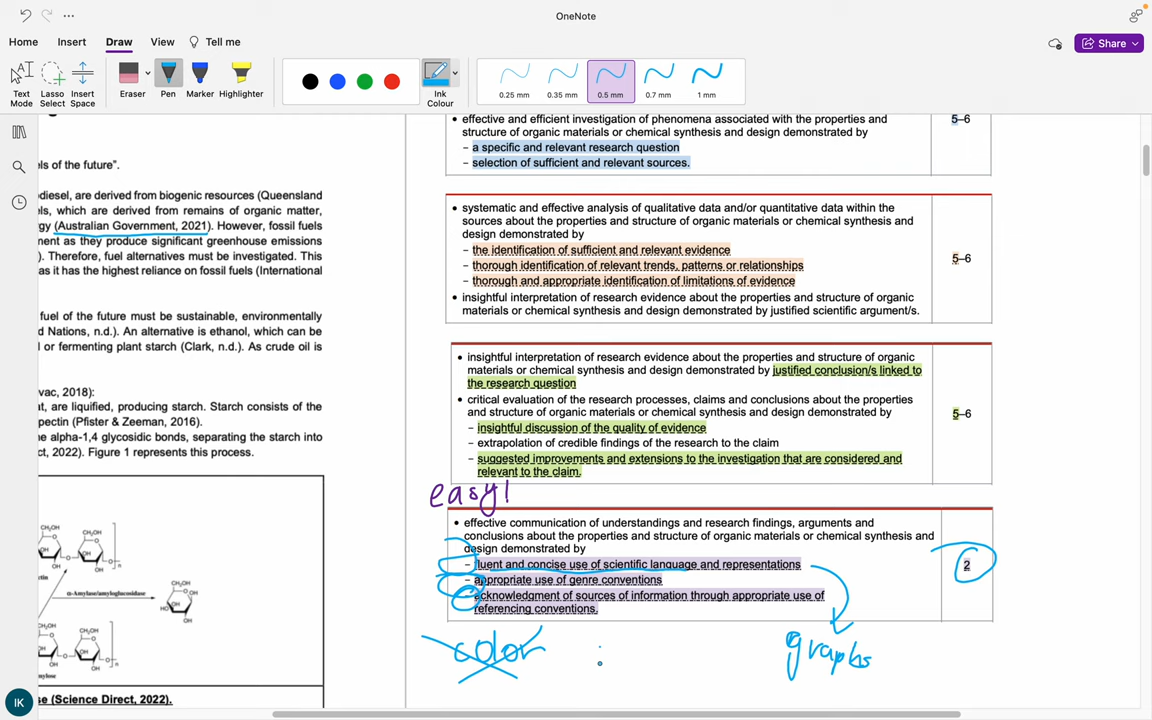 OneNote
Home
Insert
Draw
View
Tell me
Share
Text Mode
Lasso Select
Insert Space
Eraser
Pen
Marker
Highlighter
Ink Colour
0.25 mm
0.35 mm
0.5 mm
0.7 mm
1 mm
ls of the future".
diesel, are derived from biogenic resources (Queensland
ls, which are derived from remains of organic matter,
gy (Australian Government, 2021). However, fossil fuels
ment as they produce significant greenhouse emissions
). Therefore, fuel alternatives must be investigated. This
as it has the highest reliance on fossil fuels (International
fuel of the future must be sustainable, environmentally
d Nations, n.d.). An alternative is ethanol, which can be
l or fermenting plant starch (Clark, n.d.). As crude oil is
vac, 2018):
at, are liquified, producing starch. Starch consists of the
pectin (Pfister & Zeeman, 2016).
he alpha-1,4 glycosidic bonds, separating the starch into
ct, 2022). Figure 1 represents this process.
CH₂OH CH₂OH
ctin
CH₂OH
α-Amylase/amyloglucosidase
CH₂OH CH₂OH
mylose
se (Science Direct, 2022).
• effective and efficient investigation of phenomena associated with the properties and
structure of organic materials or chemical synthesis and design demonstrated by
5–6
– a specific and relevant research question
– selection of sufficient and relevant sources.
• systematic and effective analysis of qualitative data and/or quantitative data within the
sources about the properties and structure of organic materials or chemical synthesis and
design demonstrated by
– the identification of sufficient and relevant evidence
– thorough identification of relevant trends, patterns or relationships
– thorough and appropriate identification of limitations of evidence
• insightful interpretation of research evidence about the properties and structure of organic
materials or chemical synthesis and design demonstrated by justified scientific argument/s.
5–6
• insightful interpretation of research evidence about the properties and structure of organic
materials or chemical synthesis and design demonstrated by justified conclusion/s linked to
the research question
• critical evaluation of the research processes, claims and conclusions about the properties
and structure of organic materials or chemical synthesis and design demonstrated by
– insightful discussion of the quality of evidence
– extrapolation of credible findings of the research to the claim
– suggested improvements and extensions to the investigation that are considered and
relevant to the claim.
5–6
easy!
• effective communication of understandings and research findings, arguments and
conclusions about the properties and structure of organic materials or chemical synthesis and
design demonstrated by
– fluent and concise use of scientific language and representations
– appropriate use of genre conventions
– acknowledgment of sources of information through appropriate use of
referencing conventions.
2
color
graphs
IK